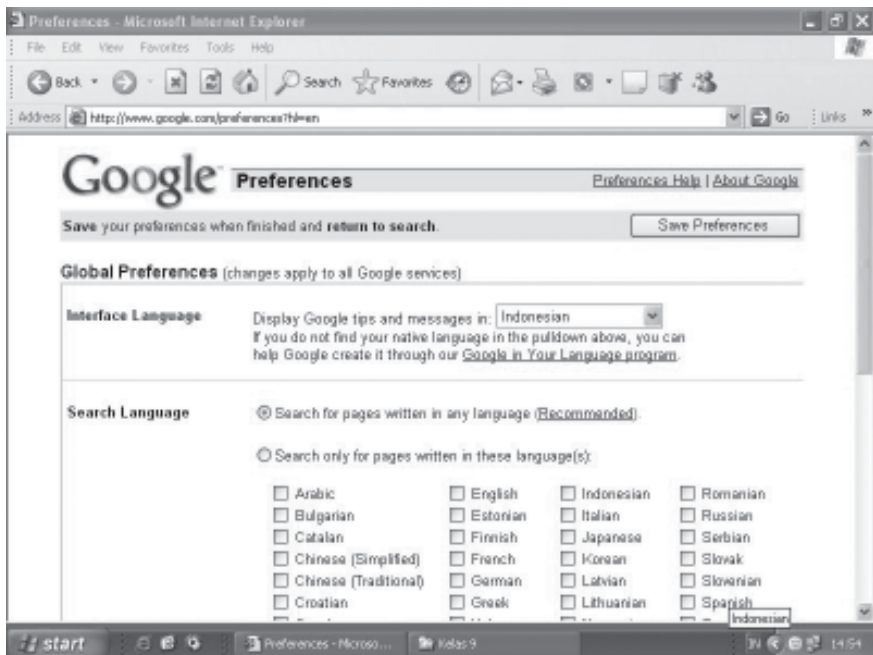 Preferences - Microsoft Internet Explorer
File Edit View Favorites Tools Help
Back Search Favorites
Address http://www.google.com/preferences?hl=en Go Links
Google Preferences Preferences Help | About Google
Save your preferences when finished and return to search. Save Preferences
Global Preferences (changes apply to all Google services)
Interface Language Display Google tips and messages in: Indonesian
If you do not find your native language in the pulldown above, you can
help Google create it through our Google in Your Language program.
Search Language Search for pages written in any language (Recommended).
Search only for pages written in these language(s):
Arabic English Indonesian Romanian
Bulgarian Estonian Italian Russian
Catalan Finnish Japanese Serbian
Chinese (Simplified) French Korean Slovak
Chinese (Traditional) German Latvian Slovenian
Croatian Greek Lithuanian Spanish
Indonesian
start Preferences - Microso... Kelas 9 IN 14:54